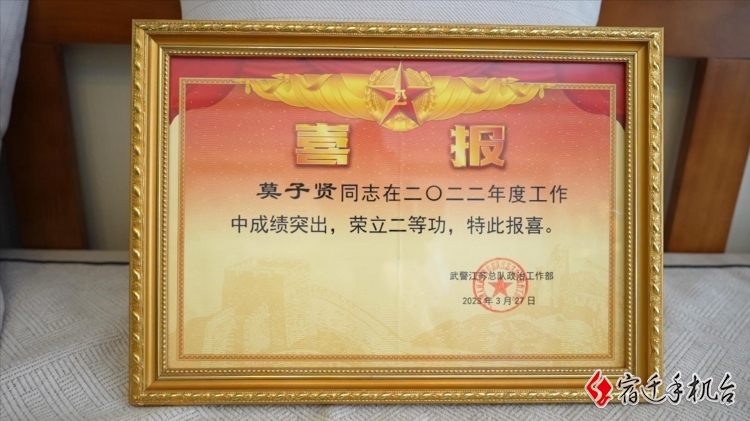 八一
喜报
莫子贤同志在二〇二二年度工作
中成绩突出，荣立二等功，特此报喜。
武警江苏总队政治工作部
2023年3月27日
宿迁手机台